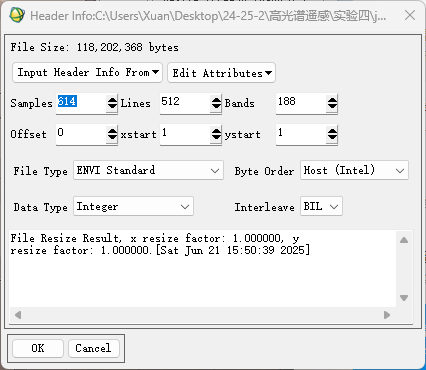 Header Info:C:\Users\Xuan\Desktop\24-25-2\高光谱遥感\实验四\j...
File Size: 118,202,368 bytes
Input Header Info From Edit Attributes
Samples 614 Lines 512 Bands 188
Offset 0 xstart 1 ystart 1
File Type ENVI Standard Byte Order Host (Intel)
Data Type Integer Interleave BIL
File Resize Result, x resize factor: 1.000000, y
resize factor: 1.000000.[Sat Jun 21 15:50:39 2025]
OK Cancel